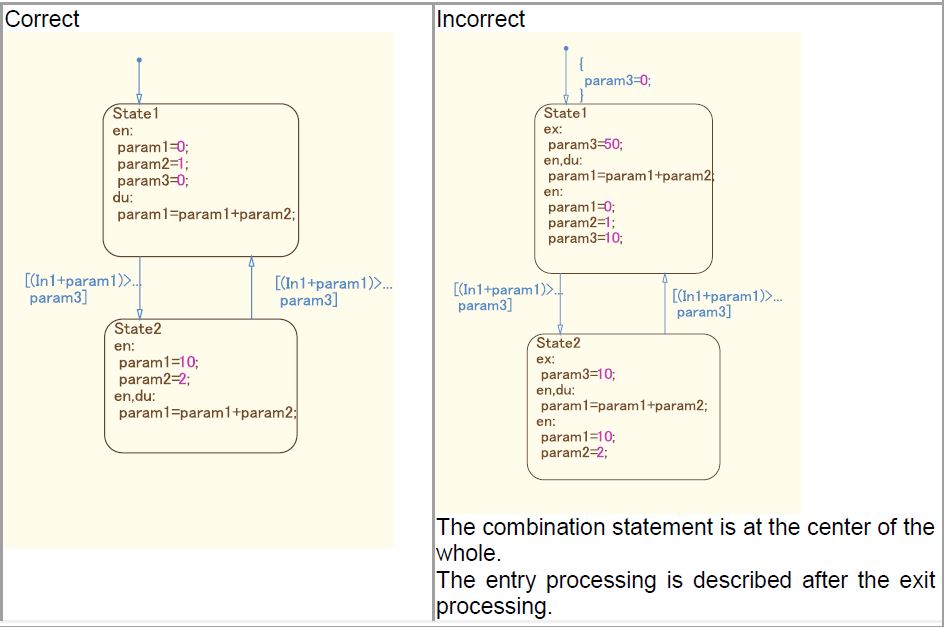 Correct
State1
en:
param1=0;
param2=1;
param3=0;
du:
param1=param1+param2;
[(In1+param1)>...
param3]
[(In1+param1)>...
param3]
State2
en:
param1=10;
param2=2;
en,du:
param1=param1+param2;
Incorrect
{
param3=0;
}
State1
ex:
param3=50;
en,du:
param1=param1+param2;
en:
param1=0;
param2=1;
param3=10;
[(In1+param1)>...
param3]
[(In1+param1)>...
param3]
State2
ex:
param3=10;
en,du:
param1=param1+param2;
en:
param1=10;
param2=2;
The combination statement is at the center of the
whole.
The entry processing is described after the exit
processing.